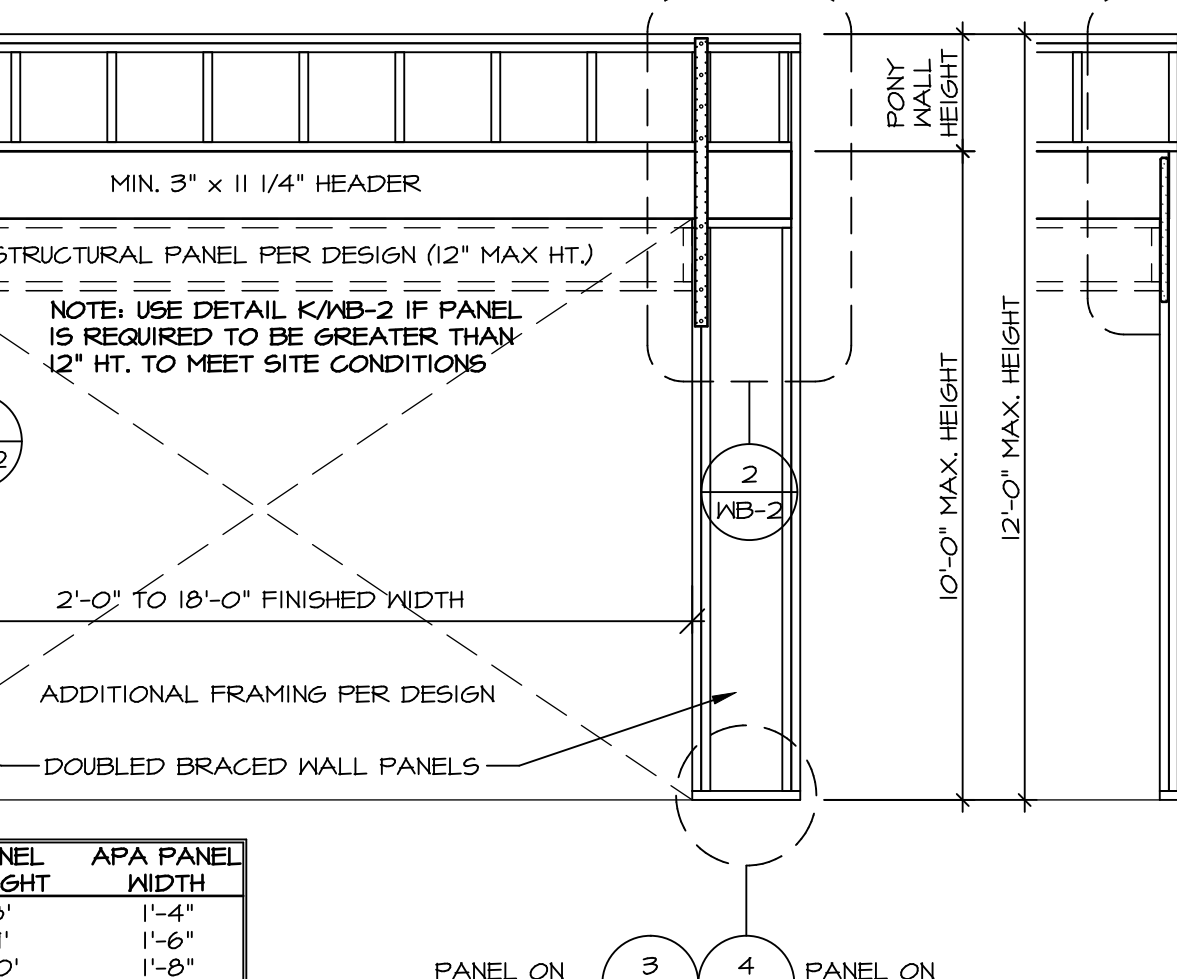 PONY
WALL
HEIGHT
MIN. 3" x 11 1/4" HEADER
STRUCTURAL PANEL PER DESIGN (12" MAX HT.)
NOTE: USE DETAIL K/WB-2 IF PANEL
IS REQUIRED TO BE GREATER THAN
12" HT. TO MEET SITE CONDITIONS
2
2
WB-2
10'-0" MAX. HEIGHT
12'-0" MAX. HEIGHT
2'-0" TO 18'-0" FINISHED WIDTH
ADDITIONAL FRAMING PER DESIGN
DOUBLED BRACED WALL PANELS
NEL APA PANEL
GHT WIDTH
' 1'-4"
' 1'-6"
0' 1'-8"
PANEL ON 3 4 PANEL ON